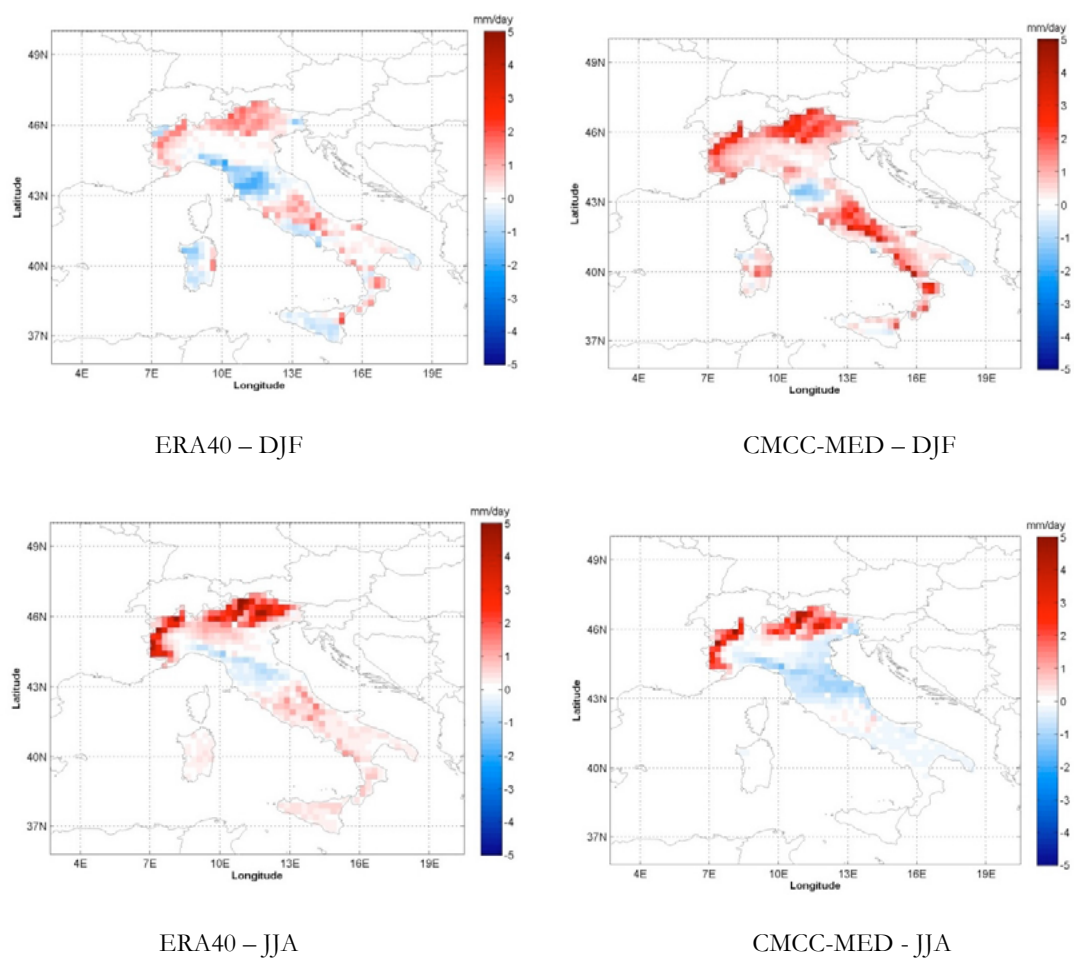 mm/day
49N
46N
43N
40N
37N
Latitude
4E 7E 10E 13E 16E 19E
Longitude
5
4
3
2
1
0
-1
-2
-3
-4
-5
ERA40 – DJF
mm/day
49N
46N
43N
40N
37N
Latitude
4E 7E 10E 13E 16E 19E
Longitude
5
4
3
2
1
0
-1
-2
-3
-4
-5
CMCC-MED – DJF
mm/day
49N
46N
43N
40N
37N
Latitude
4E 7E 10E 13E 16E 19E
Longitude
5
4
3
2
1
0
-1
-2
-3
-4
-5
ERA40 – JJA
mm/day
49N
46N
43N
40N
37N
Latitude
4E 7E 10E 13E 16E 19E
Longitude
5
4
3
2
1
0
-1
-2
-3
-4
-5
CMCC-MED - JJA